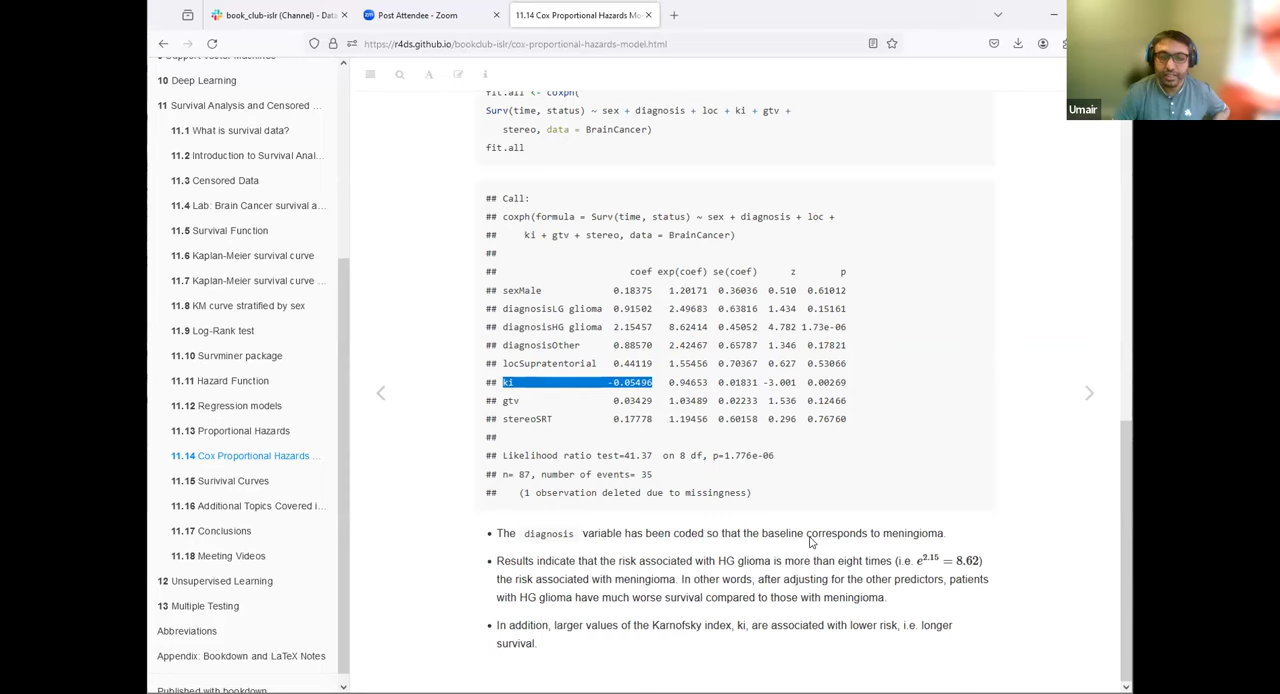 book_club-islr (Channel) - Dat
Post Attendee - Zoom
11.14 Cox Proportional Hazards Mo
https://r4ds.github.io/bookclub-islr/cox-proportional-hazards-model.html
Umair
10 Deep Learning
11 Survival Analysis and Censored ...
11.1 What is survival data?
11.2 Introduction to Survival Anal...
11.3 Censored Data
11.4 Lab: Brain Cancer survival a...
11.5 Survival Function
11.6 Kaplan-Meier survival curve
11.7 Kaplan-Meier survival curve ...
11.8 KM curve stratified by sex
11.9 Log-Rank test
11.10 Survminer package
11.11 Hazard Function
11.12 Regression models
11.13 Proportional Hazards
11.14 Cox Proportional Hazards ...
11.15 Surivival Curves
11.16 Additional Topics Covered i...
11.17 Conclusions
11.18 Meeting Videos
12 Unsupervised Learning
13 Multiple Testing
Abbreviations
Appendix: Bookdown and LaTeX Notes
Published with bookdown
fit.all <- coxph(
Surv(time, status) ~ sex + diagnosis + loc + ki + gtv +
stereo, data = BrainCancer)
fit.all
## Call:
## coxph(formula = Surv(time, status) ~ sex + diagnosis + loc +
## ki + gtv + stereo, data = BrainCancer)
##
## coef exp(coef) se(coef) z p
## sexMale 0.18375 1.20171 0.36036 0.510 0.61012
## diagnosisLG glioma 0.91502 2.49683 0.63816 1.434 0.15161
## diagnosisHG glioma 2.15457 8.62414 0.45052 4.782 1.73e-06
## diagnosisOther 0.88570 2.42467 0.65787 1.346 0.17821
## locSupratentorial 0.44119 1.55456 0.70367 0.627 0.53066
## ki -0.05496 0.94653 0.01831 -3.001 0.00269
## gtv 0.03429 1.03489 0.02233 1.536 0.12466
## stereoSRT 0.17778 1.19456 0.60158 0.296 0.76760
##
## Likelihood ratio test=41.37 on 8 df, p=1.776e-06
## n= 87, number of events= 35
## (1 observation deleted due to missingness)
• The diagnosis variable has been coded so that the baseline corresponds to meningioma.
• Results indicate that the risk associated with HG glioma is more than eight times (i.e. e^2.15 = 8.62)
the risk associated with meningioma. In other words, after adjusting for the other predictors, patients
with HG glioma have much worse survival compared to those with meningioma.
• In addition, larger values of the Karnofsky index, ki, are associated with lower risk, i.e. longer
survival.